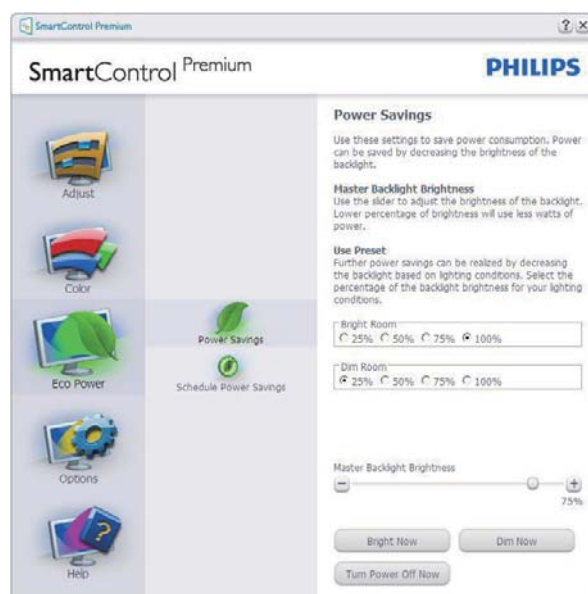 SmartControl Premium
SmartControl Premium
PHILIPS
Adjust
Color
Eco Power
Options
Help
Power Savings
Schedule Power Savings
Power Savings
Use these settings to save power consumption. Power
can be saved by decreasing the brightness of the
backlight.
Master Backlight Brightness
Use the slider to adjust the brightness of the backlight.
Lower percentage of brightness will use less watts of
power.
Use Preset
Further power savings can be realized by decreasing
the backlight based on lighting conditions. Select the
percentage of the backlight brightness for your lighting
conditions.
Bright Room
25% 50% 75% 100%
Dim Room
25% 50% 75% 100%
Master Backlight Brightness
75%
Bright Now Dim Now
Turn Power Off Now